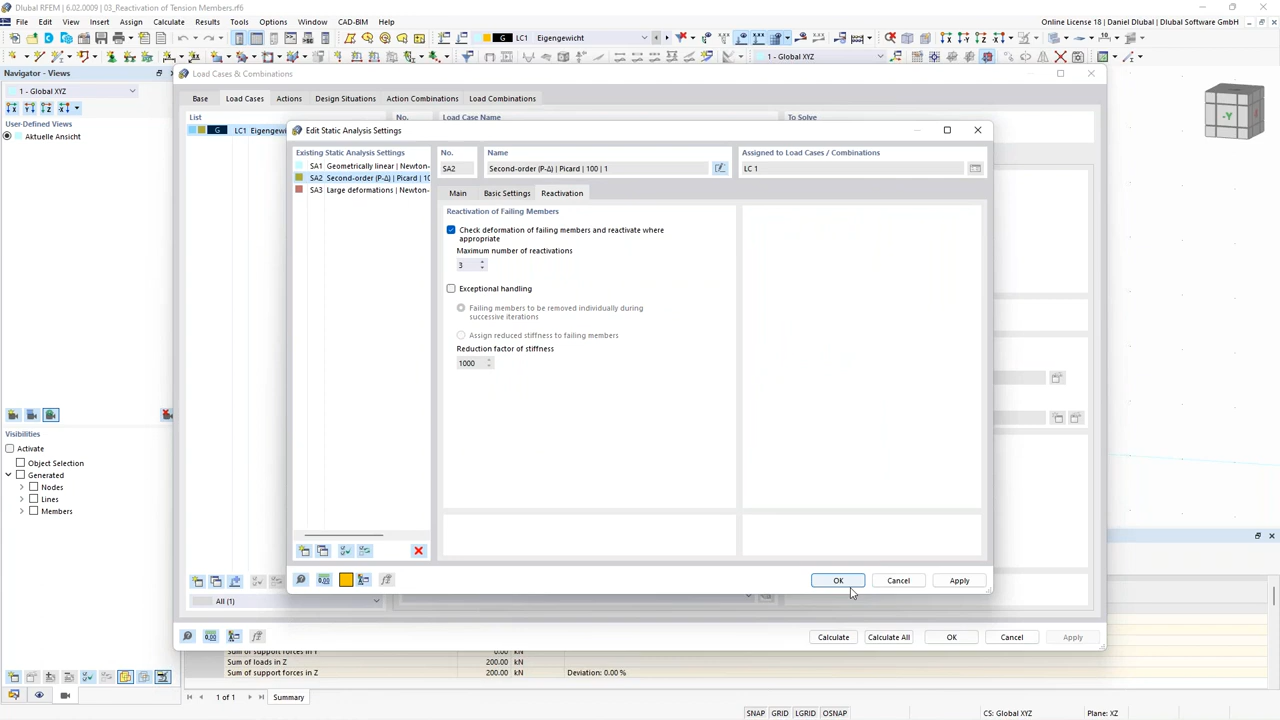 Dlubal RFEM | 6.02.0009 | 03_Reactivation of Tension Members.rf6
File Edit View Insert Assign Calculate Results Tools Options Window CAD-BIM Help
Online License 18 | Daniel Dlubal | Dlubal Software GmbH
G LC1 Eigengewicht
1 - Global XYZ
Navigator - Views
1 - Global XYZ
User-Defined Views
Aktuelle Ansicht
Visibilities
Activate
Object Selection
Generated
Nodes
Lines
Members
Load Cases & Combinations
Base Load Cases Actions Design Situations Action Combinations Load Combinations
List No. Load Case Name To Solve
G LC1 Eigengewi
Edit Static Analysis Settings
Existing Static Analysis Settings
SA1 Geometrically linear | Newton-
SA2 Second-order (P-Δ) | Picard | 10
SA3 Large deformations | Newton-
No. Name Assigned to Load Cases / Combinations
SA2 Second-order (P-Δ) | Picard | 100 | 1 LC 1
Main Basic Settings Reactivation
Reactivation of Failing Members
Check deformation of failing members and reactivate where
appropriate
Maximum number of reactivations
3
Exceptional handling
Failing members to be removed individually during
successive iterations
Assign reduced stiffness to failing members
Reduction factor of stiffness
1000
OK Cancel Apply
All (1)
Calculate Calculate All OK Cancel Apply
Sum of support forces in Y 0.00 kN
Sum of loads in Z 200.00 kN
Sum of support forces in Z 200.00 kN Deviation: 0.00 %
1 of 1 Summary
SNAP GRID LGRID OSNAP CS: Global XYZ Plane: XZ
-Y